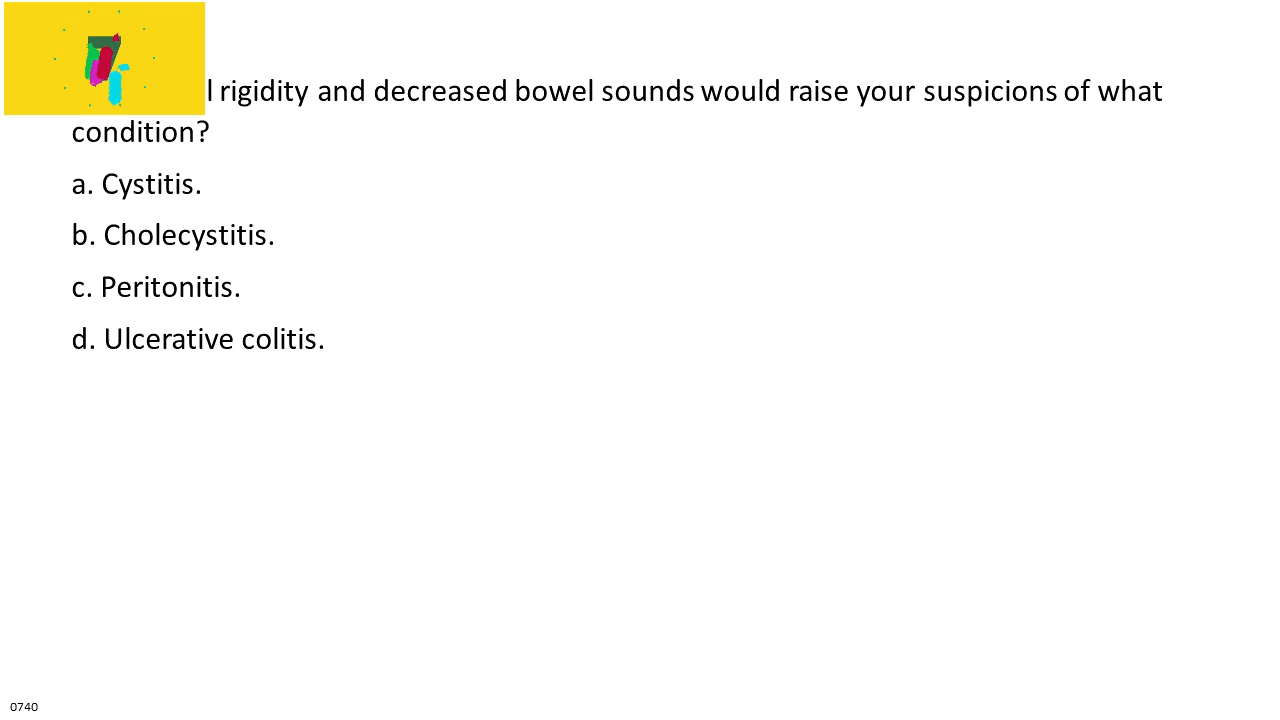 l rigidity and decreased bowel sounds would raise your suspicions of what
condition?
a. Cystitis.
b. Cholecystitis.
c. Peritonitis.
d. Ulcerative colitis.
0740